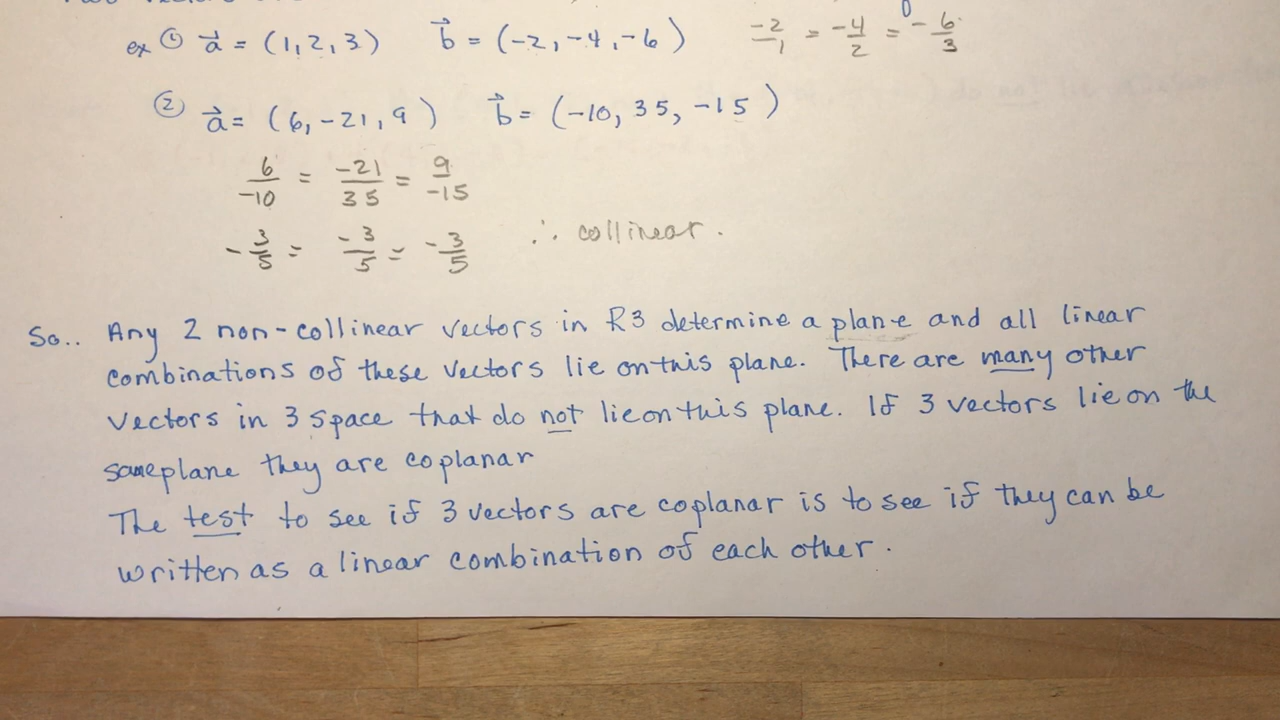 ex ① a⃗ = (1, 2, 3) b⃗ = (-2, -4, -6) -2/1 = -4/2 = -6/3
② a⃗ = (6, -21, 9) b⃗ = (-10, 35, -15)
6/-10 = -21/35 = 9/-15
-3/5 = -3/5 = -3/5 ∴ collinear.
So.. Any 2 non-collinear vectors in R3 determine a plane and all linear
combinations of these vectors lie on this plane. There are many other
vectors in 3 space that do not lie on this plane. If 3 vectors lie on the
same plane they are coplanar
The test to see if 3 vectors are coplanar is to see if they can be
written as a linear combination of each other.